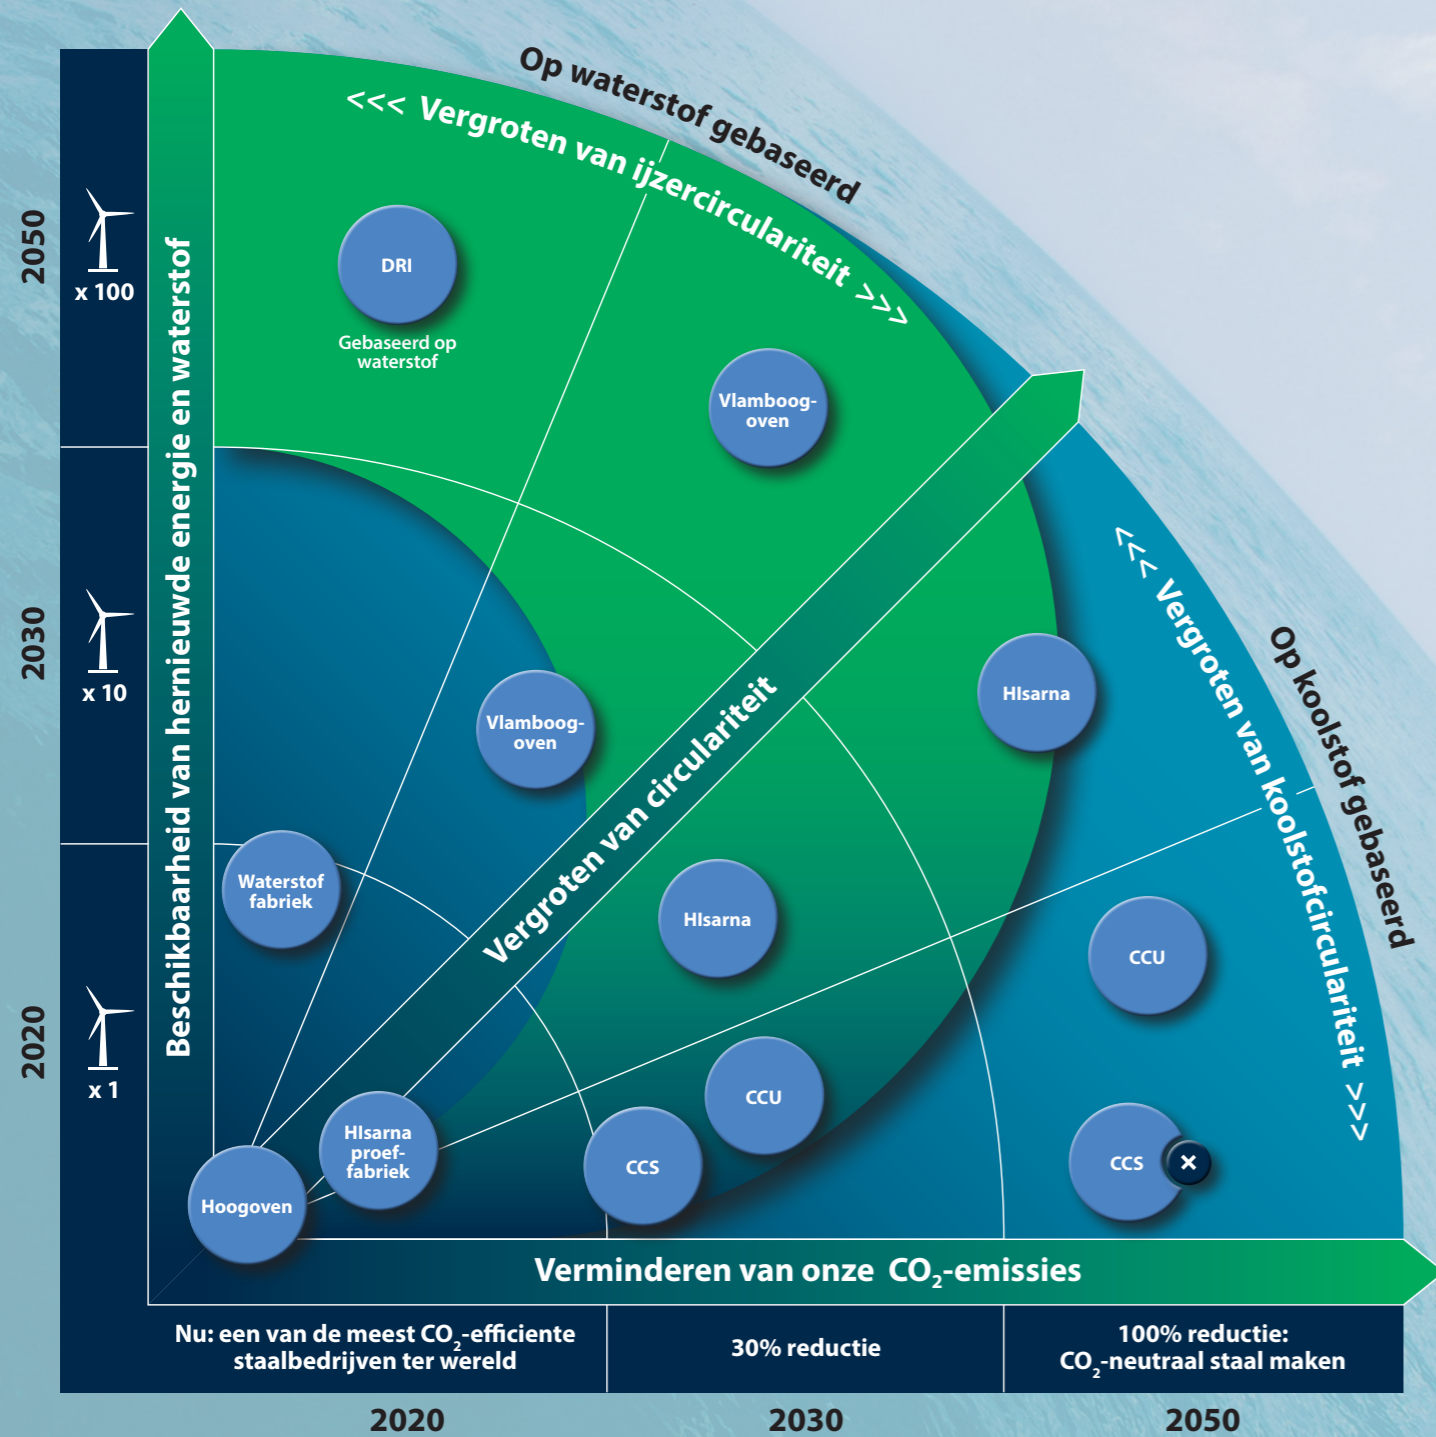 Op waterstof gebaseerd
<<< Vergroten van ijzercirculariteit >>>
2050
x 100
DRI
Gebaseerd op
waterstof
Vlamboog-
oven
Beschikbaarheid van hernieuwde energie en waterstof
Op koolstof gebaseerd
<<< Vergroten van koolstofcirculariteit >>>
2030
x 10
Vlamboog-
oven
HIsarna
Vergroten van circulariteit
Waterstof
fabriek
HIsarna
CCU
2020
x 1
CCU
HIsarna
proef-
fabriek
CCS
CCS
×
Hoogoven
Verminderen van onze CO₂-emissies
Nu: een van de meest CO₂-efficiente
staalbedrijven ter wereld
30% reductie
100% reductie:
CO₂-neutraal staal maken
2020
2030
2050